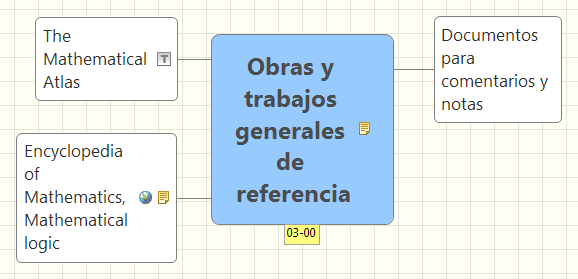 The
Mathematical
Atlas
T
Encyclopedia
of
Mathematics,
Mathematical
logic
Obras y
trabajos
generales
de
referencia
03-00
Documentos
para
comentarios y
notas